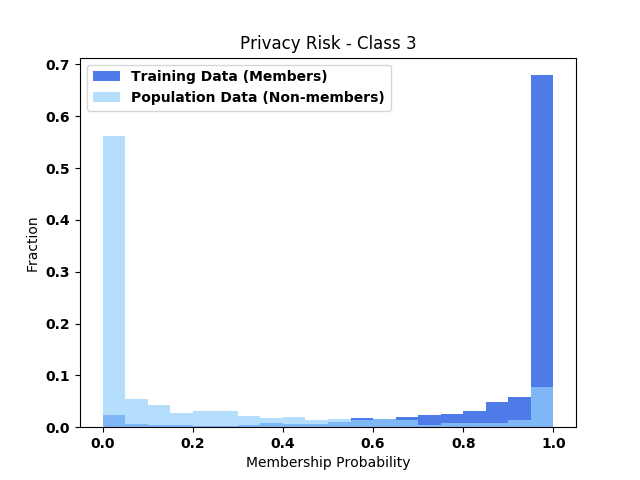 Privacy Risk - Class 3
Training Data (Members)
Population Data (Non-members)
0.7
0.6
0.5
0.4
0.3
0.2
0.1
0.0
Fraction
0.0 0.2 0.4 0.6 0.8 1.0
Membership Probability